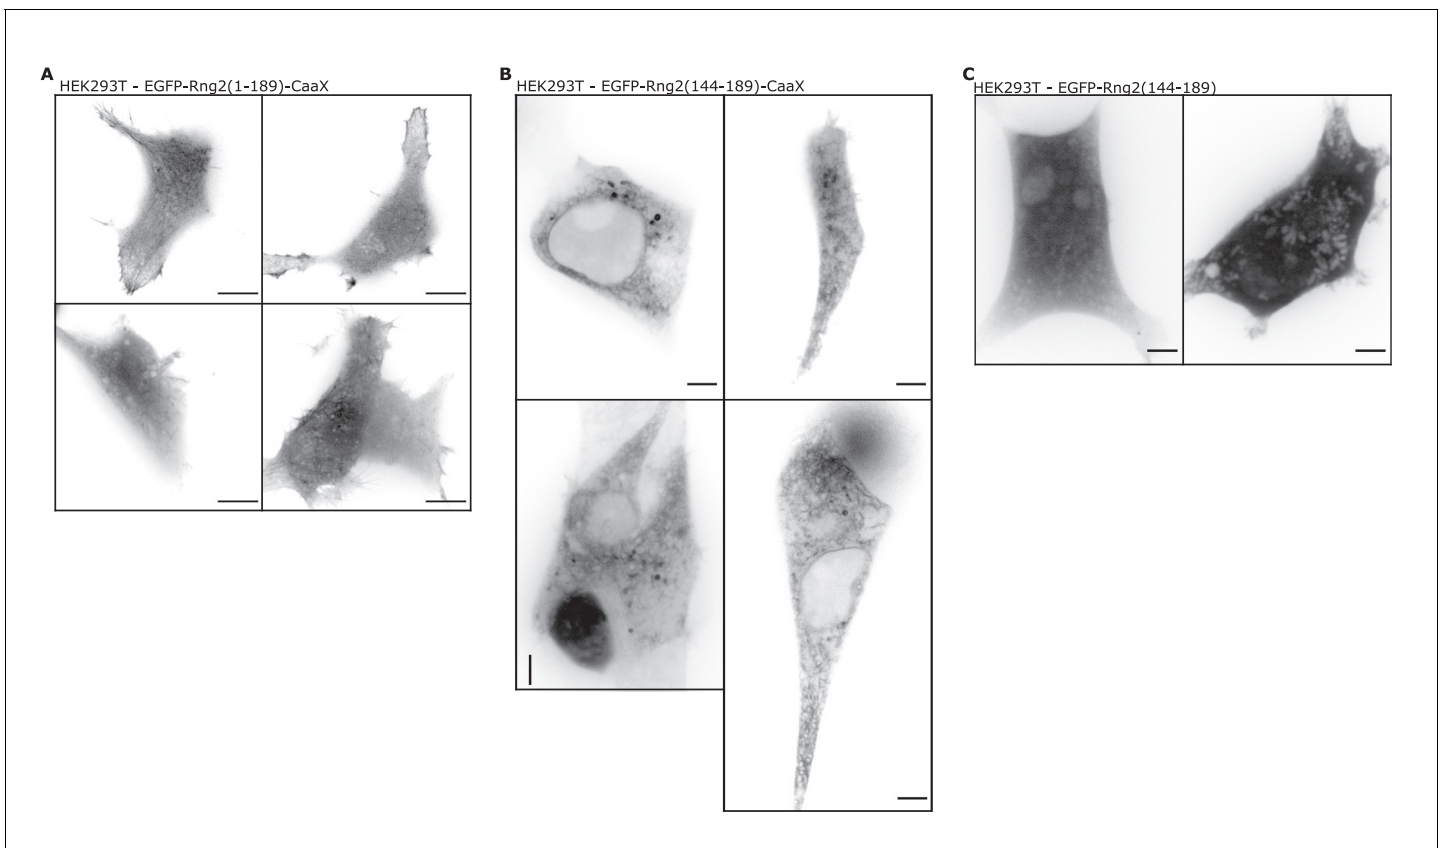 A
HEK293T - EGFP-Rng2(1-189)-CaaX
B
HEK293T - EGFP-Rng2(144-189)-CaaX
C
HEK293T - EGFP-Rng2(144-189)